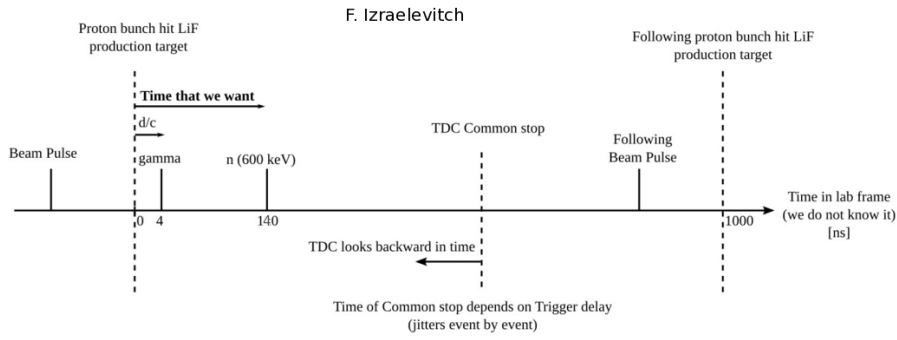 F. Izraelevitch
Proton bunch hit LiF
production target
Following proton bunch hit LiF
production target
Time that we want
d/c
TDC Common stop
Following
Beam Pulse
Beam Pulse
gamma
n (600 keV)
Time in lab frame
(we do not know it)
[ns]
0
4
140
1000
TDC looks backward in time
Time of Common stop depends on Trigger delay
(jitters event by event)